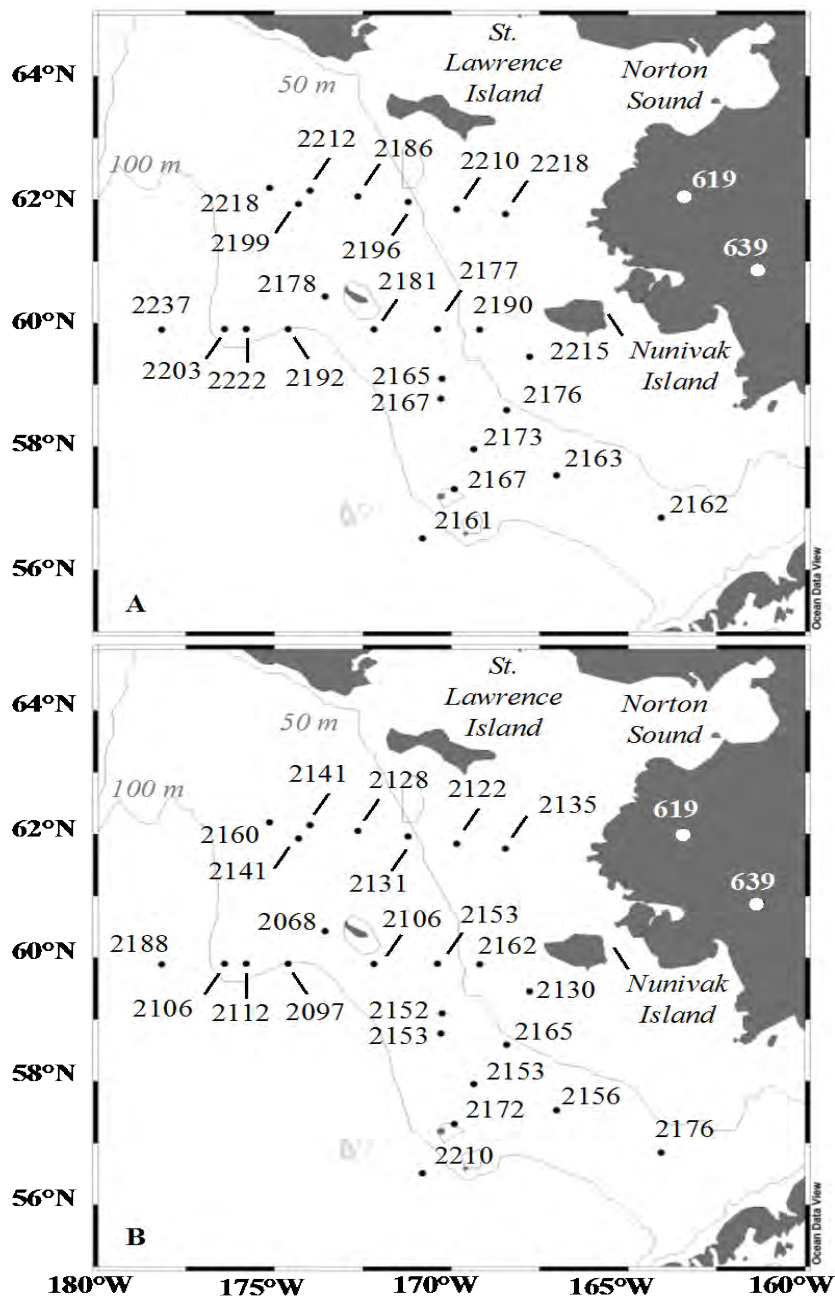 St.
Lawrence
Island
Norton
Sound
64°N
50 m
100 m
2212
2186
2210
2218
619
62°N
2218
2199
2196
639
2178
2181
2177
2190
2237
60°N
2203
2222
2192
2165
2215
Nunivak
Island
2167
2176
58°N
2173
2163
2167
2162
2161
56°N
A
Ocean Data View
St.
Lawrence
Island
Norton
Sound
64°N
50 m
100 m
2141
2128
2122
2135
619
62°N
2160
2141
2131
639
2068
2106
2153
2162
2188
60°N
2106
2112
2097
2130
Nunivak
Island
2152
2153
2165
58°N
2153
2156
2172
2176
2210
56°N
B
Ocean Data View
180°W
175°W
170°W
165°W
160°W